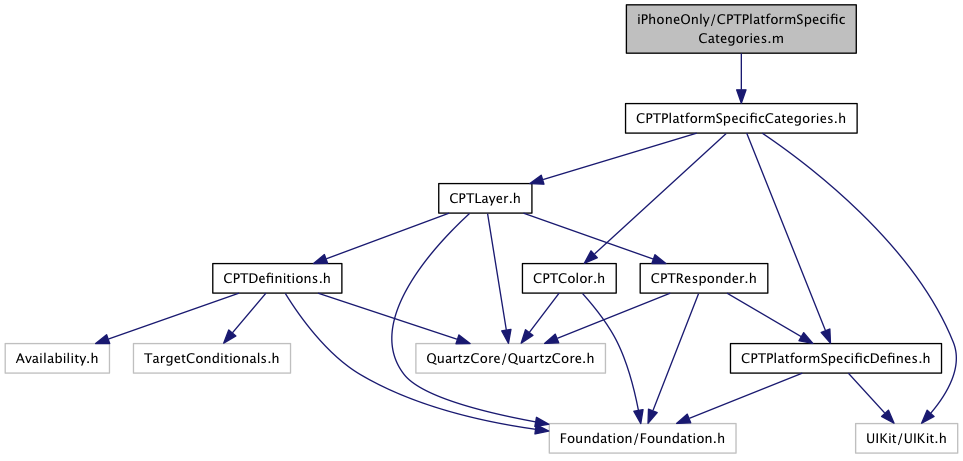 iPhoneOnly/CPTPlatformSpecific
Categories.m
CPTPlatformSpecificCategories.h
CPTLayer.h
CPTDefinitions.h
CPTColor.h
CPTResponder.h
Availability.h
TargetConditionals.h
QuartzCore/QuartzCore.h
CPTPlatformSpecificDefines.h
Foundation/Foundation.h
UIKit/UIKit.h